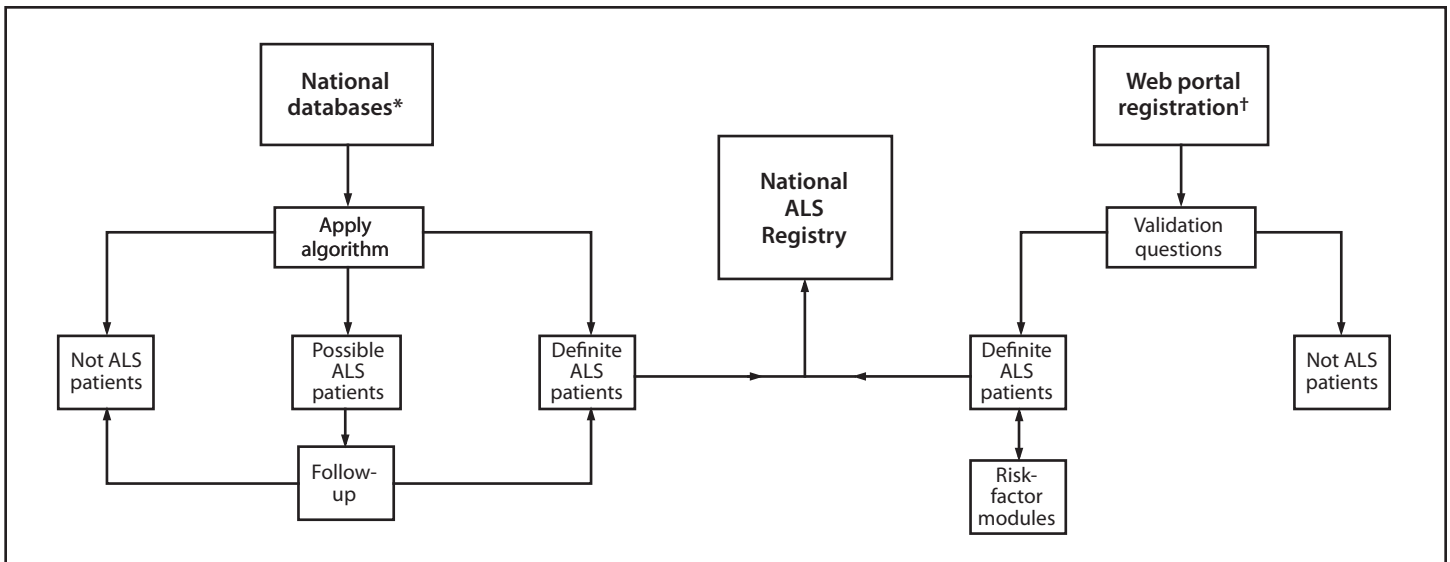 National
databases*
Web portal
registration†
National
ALS
Registry
Apply
algorithm
Validation
questions
Not ALS
patients
Possible
ALS
patients
Definite
ALS
patients
Definite
ALS
patients
Not ALS
patients
Follow-
up
Risk-
factor
modules